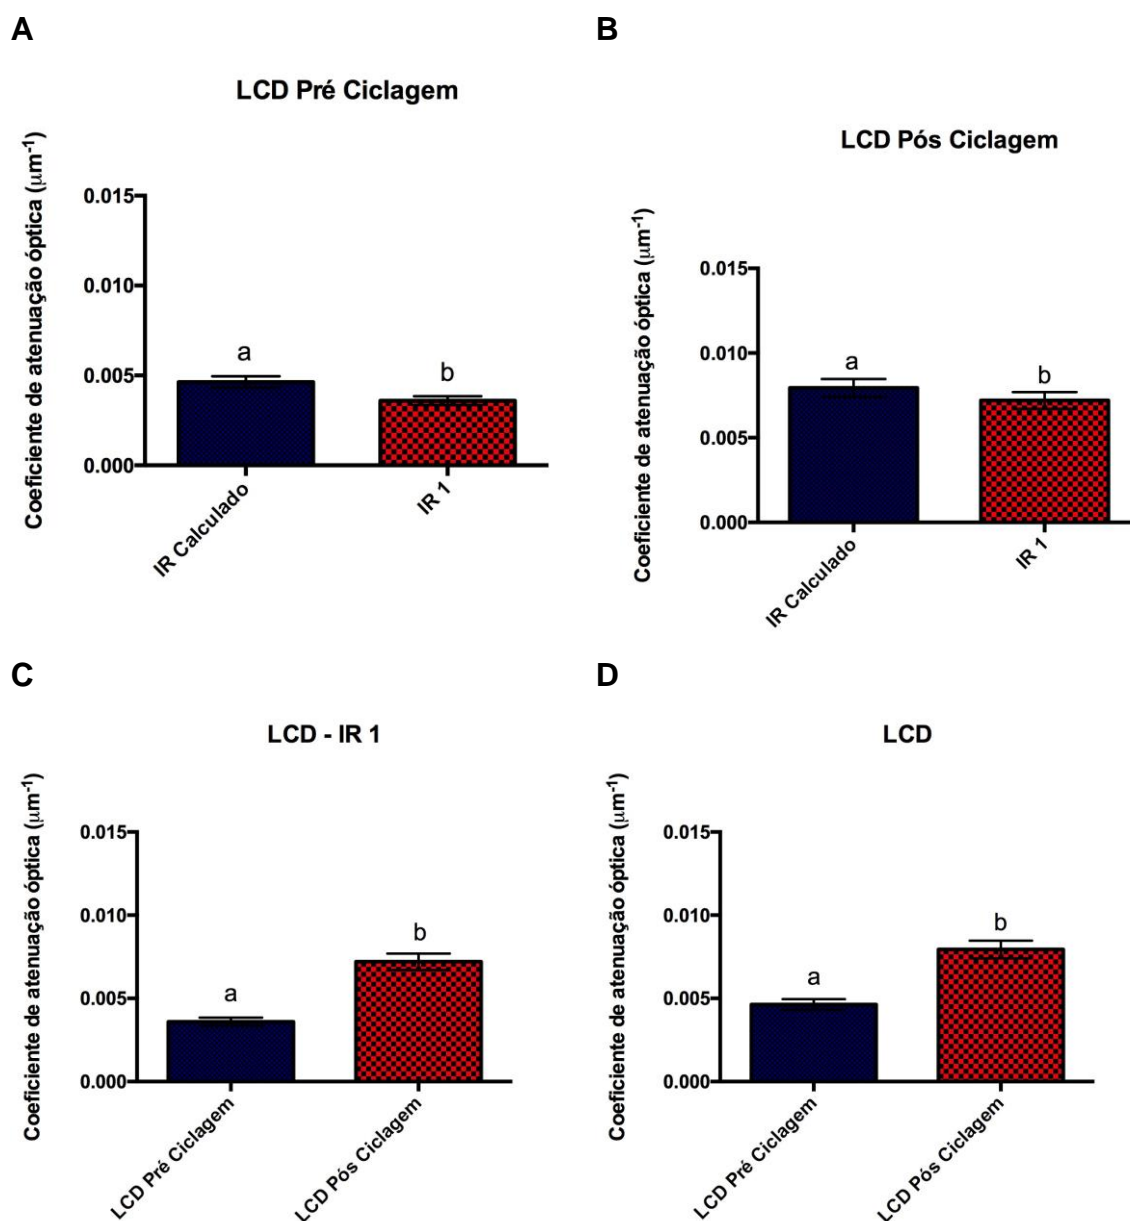 A
LCD Pré Ciclagem
Coeficiente de atenuação óptica (μm⁻¹)
0.015
0.010
0.005
0.000
a
b
IR Calculado
IR 1
B
LCD Pós Ciclagem
Coeficiente de atenuação óptica (μm⁻¹)
0.015
0.010
0.005
0.000
a
b
IR Calculado
IR 1
C
LCD - IR 1
Coeficiente de atenuação óptica (μm⁻¹)
0.015
0.010
0.005
0.000
a
b
LCD Pré Ciclagem
LCD Pós Ciclagem
D
LCD
Coeficiente de atenuação óptica (μm⁻¹)
0.015
0.010
0.005
0.000
a
b
LCD Pré Ciclagem
LCD Pós Ciclagem